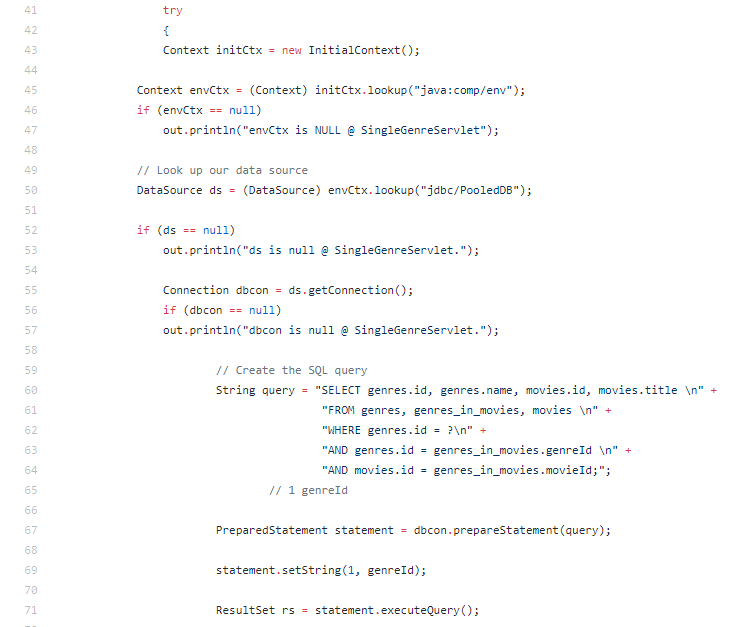 41 try
42 {
43 Context initCtx = new InitialContext();
44
45 Context envCtx = (Context) initCtx.lookup("java:comp/env");
46 if (envCtx == null)
47 out.println("envCtx is NULL @ SingleGenreServlet");
48
49 // Look up our data source
50 DataSource ds = (DataSource) envCtx.lookup("jdbc/PooledDB");
51
52 if (ds == null)
53 out.println("ds is null @ SingleGenreServlet.");
54
55 Connection dbcon = ds.getConnection();
56 if (dbcon == null)
57 out.println("dbcon is null @ SingleGenreServlet.");
58
59 // Create the SQL query
60 String query = "SELECT genres.id, genres.name, movies.id, movies.title \n" +
61 "FROM genres, genres_in_movies, movies \n" +
62 "WHERE genres.id = ?\n" +
63 "AND genres.id = genres_in_movies.genreId \n" +
64 "AND movies.id = genres_in_movies.movieId;";
65 // 1 genreId
66
67 PreparedStatement statement = dbcon.prepareStatement(query);
68
69 statement.setString(1, genreId);
70
71 ResultSet rs = statement.executeQuery();